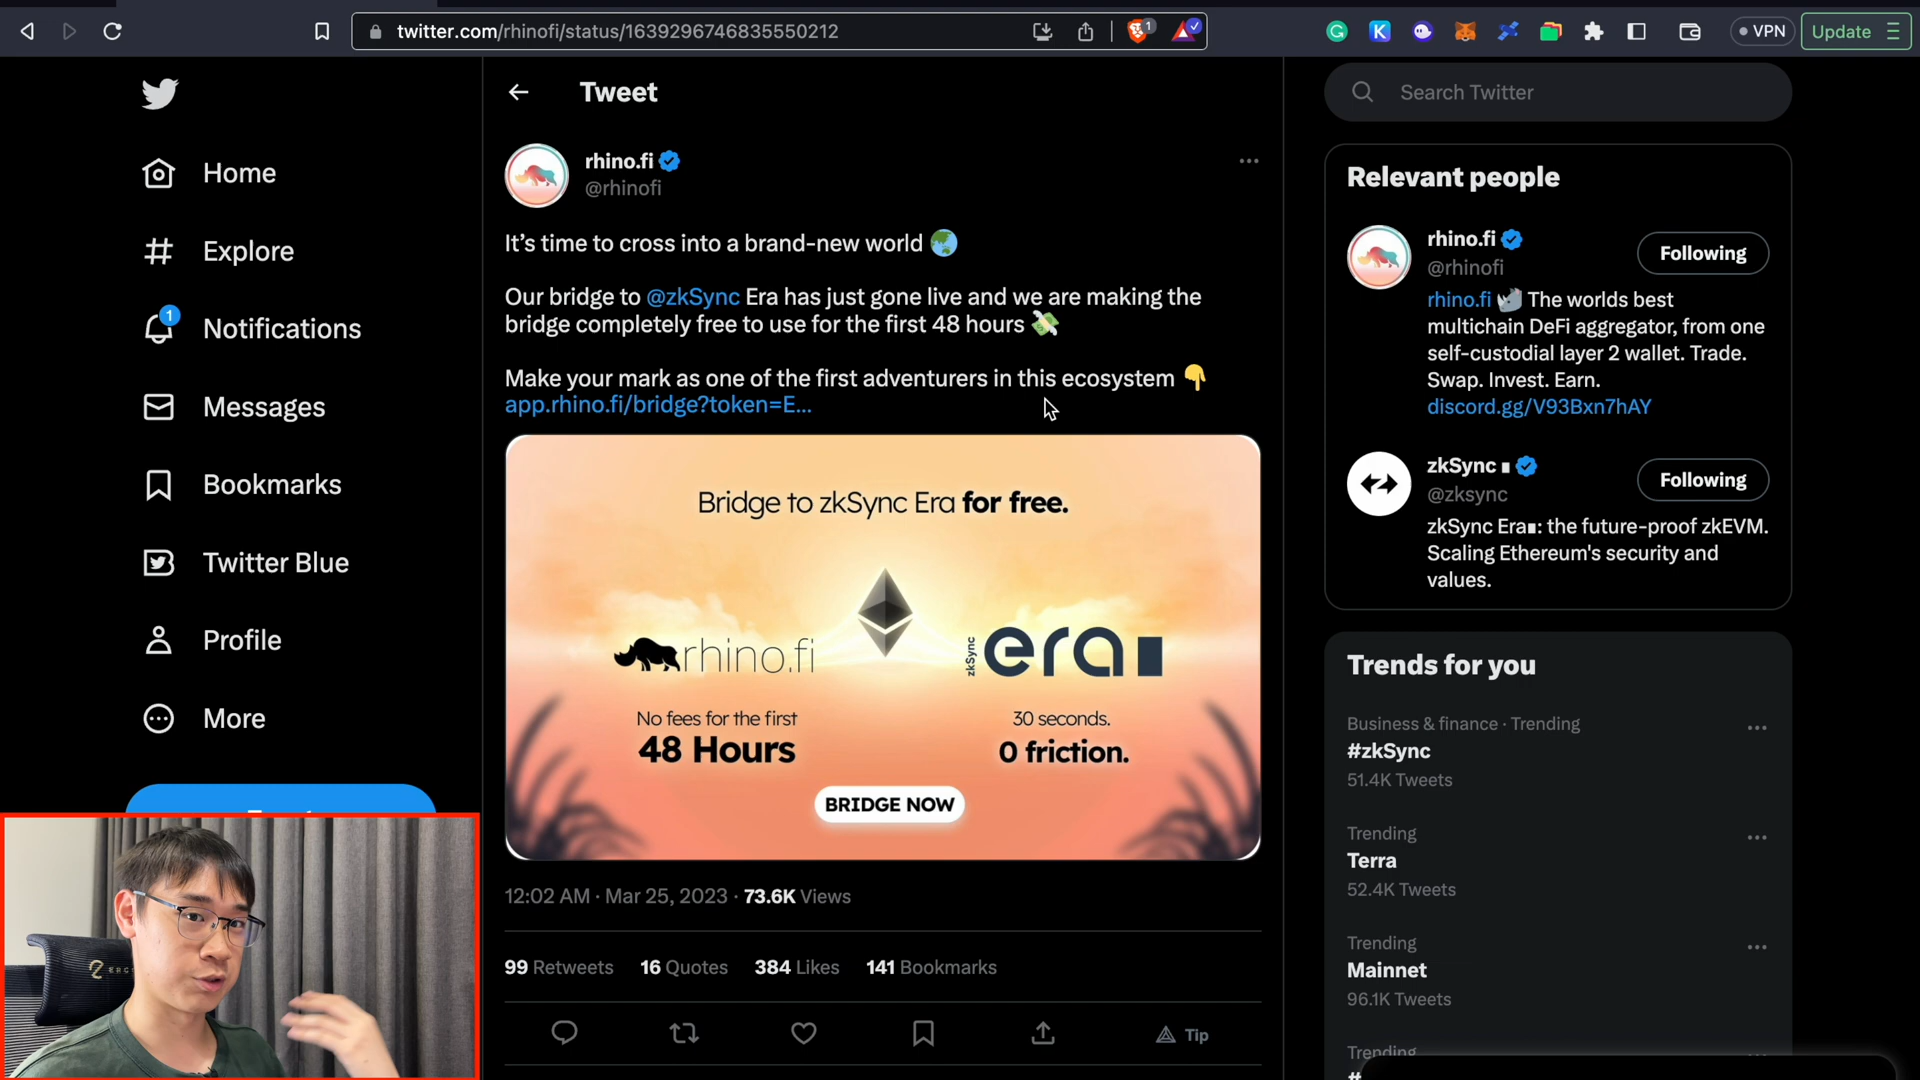 twitter.com/rhinofi/status/1639296746835550212
1
VPN
Update
Home
Explore
1
Notifications
Messages
Bookmarks
Twitter Blue
Profile
More
Tweet
rhino.fi
@rhinofi
It’s time to cross into a brand-new world 🌏
Our bridge to @zkSync Era has just gone live and we are making the
bridge completely free to use for the first 48 hours 💸
Make your mark as one of the first adventurers in this ecosystem 👇
app.rhino.fi/bridge?token=E...
Bridge to zkSync Era for free.
rhino.fi
zkSync era
No fees for the first
48 Hours
30 seconds.
0 friction.
BRIDGE NOW
12:02 AM · Mar 25, 2023 · 73.6K Views
99 Retweets 16 Quotes 384 Likes 141 Bookmarks
Tip
Search Twitter
Relevant people
rhino.fi
@rhinofi
Following
rhino.fi 🦏 The worlds best
multichain DeFi aggregator, from one
self-custodial layer 2 wallet. Trade.
Swap. Invest. Earn.
discord.gg/V93Bxn7hAY
zkSync ∎
@zksync
Following
zkSync Era∎: the future-proof zkEVM.
Scaling Ethereum's security and
values.
Trends for you
Business & finance · Trending
#zkSync
51.4K Tweets
Trending
Terra
52.4K Tweets
Trending
Mainnet
96.1K Tweets
Trending